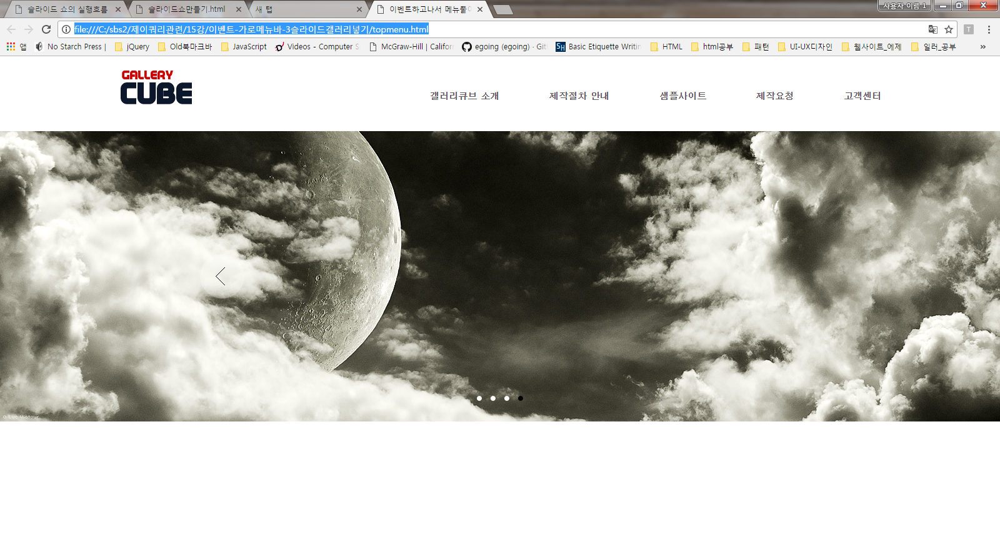 슬라이드 쇼의 실행흐름
슬라이드쇼만들기.html
새 탭
이벤트하고나서 메뉴풀이
사용자 이름 1
file:///C:/sbs2/제이쿼리관련/15강/이벤트-가로메뉴바-3슬라이드갤러리넣기/topmenu.html
앱 No Starch Press | jQuery Old북마크바 JavaScript Videos - Computer S McGraw-Hill | Califor egoing (egoing) · Git Basic Etiquette Writin HTML html공부 패턴 UI-UX디자인 웹사이트_예제 일러_공부 »
GALLERY
CUBE
갤러리큐브 소개 제작절차 안내 샘플사이트 제작요청 고객센터
© Luc Viatour